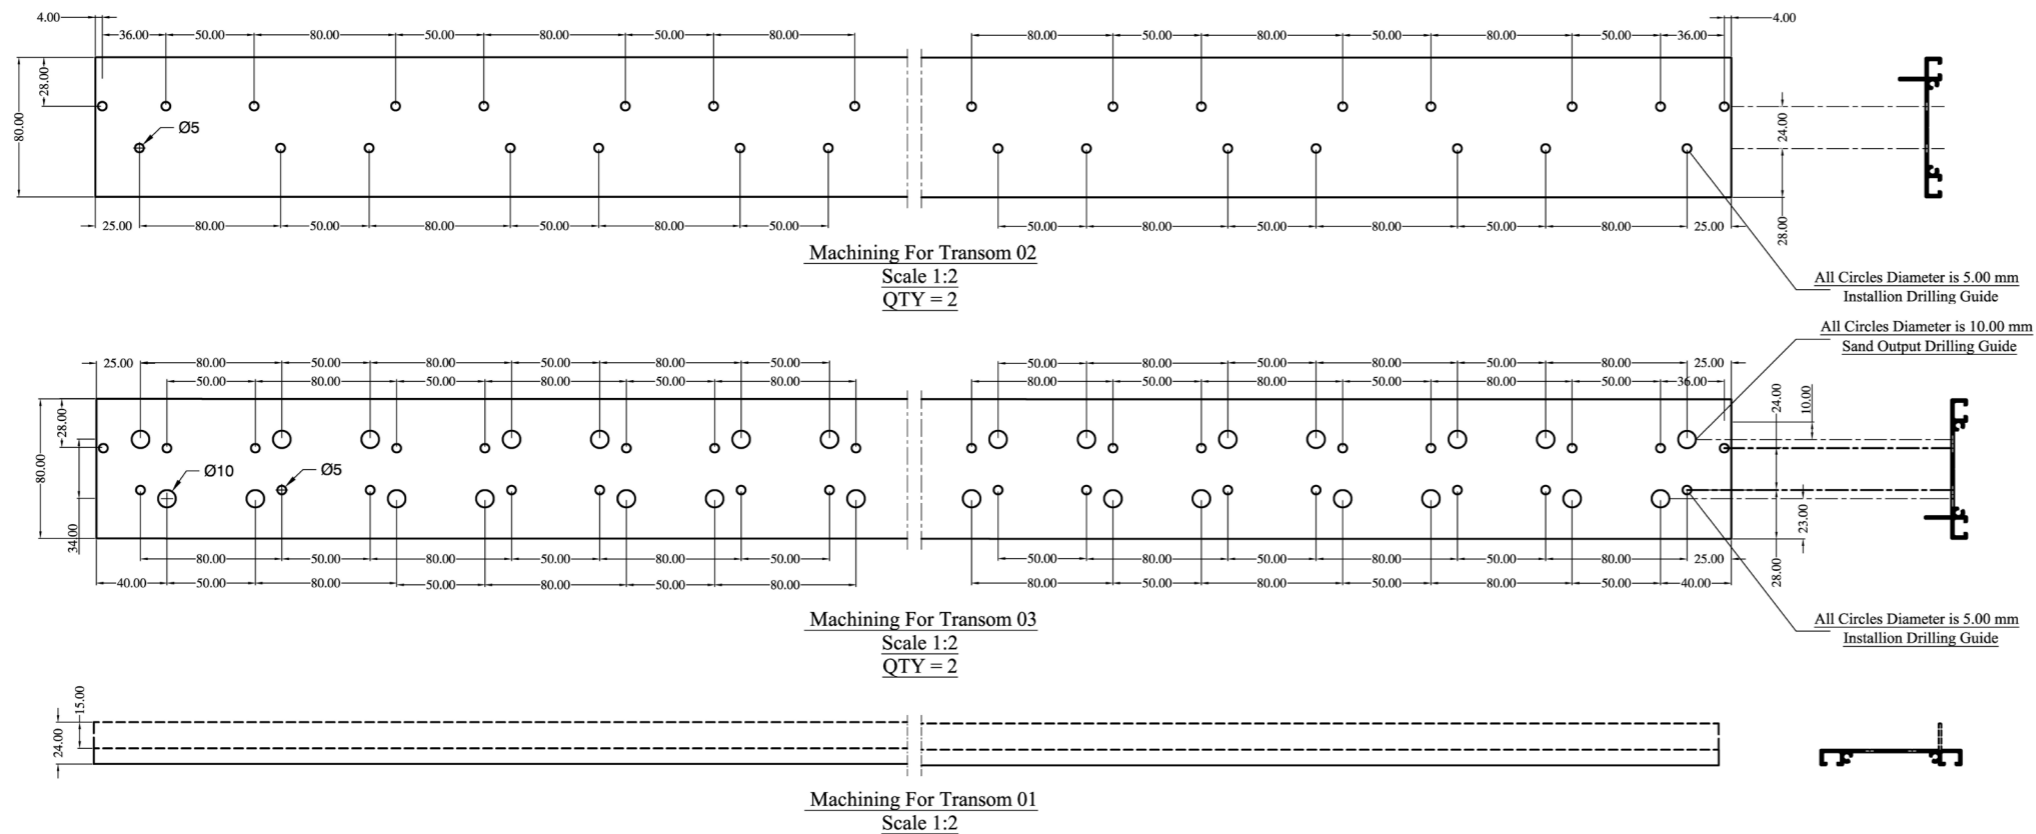 4.00 4.00
36.00 50.00 80.00 50.00 80.00 50.00 80.00 80.00 50.00 80.00 50.00 80.00 50.00 36.00
28.00
80.00
Ø5
24.00
28.00
25.00 80.00 50.00 80.00 50.00 80.00 50.00 50.00 80.00 50.00 80.00 50.00 80.00 25.00
Machining For Transom 02
Scale 1:2
QTY = 2
All Circles Diameter is 5.00 mm
Installion Drilling Guide
All Circles Diameter is 10.00 mm
Sand Output Drilling Guide
25.00 80.00 50.00 80.00 50.00 80.00 50.00 50.00 80.00 50.00 80.00 50.00 80.00 25.00
50.00 80.00 50.00 80.00 50.00 80.00 80.00 50.00 80.00 50.00 80.00 50.00 36.00
28.00
80.00
34.00
Ø10
Ø5
24.00
10.00
23.00
28.00
80.00 50.00 80.00 50.00 80.00 50.00 50.00 80.00 50.00 80.00 50.00 80.00 25.00
40.00 50.00 80.00 50.00 80.00 50.00 80.00 80.00 50.00 80.00 50.00 80.00 50.00 40.00
Machining For Transom 03
Scale 1:2
QTY = 2
All Circles Diameter is 5.00 mm
Installion Drilling Guide
15.00
24.00
Machining For Transom 01
Scale 1:2